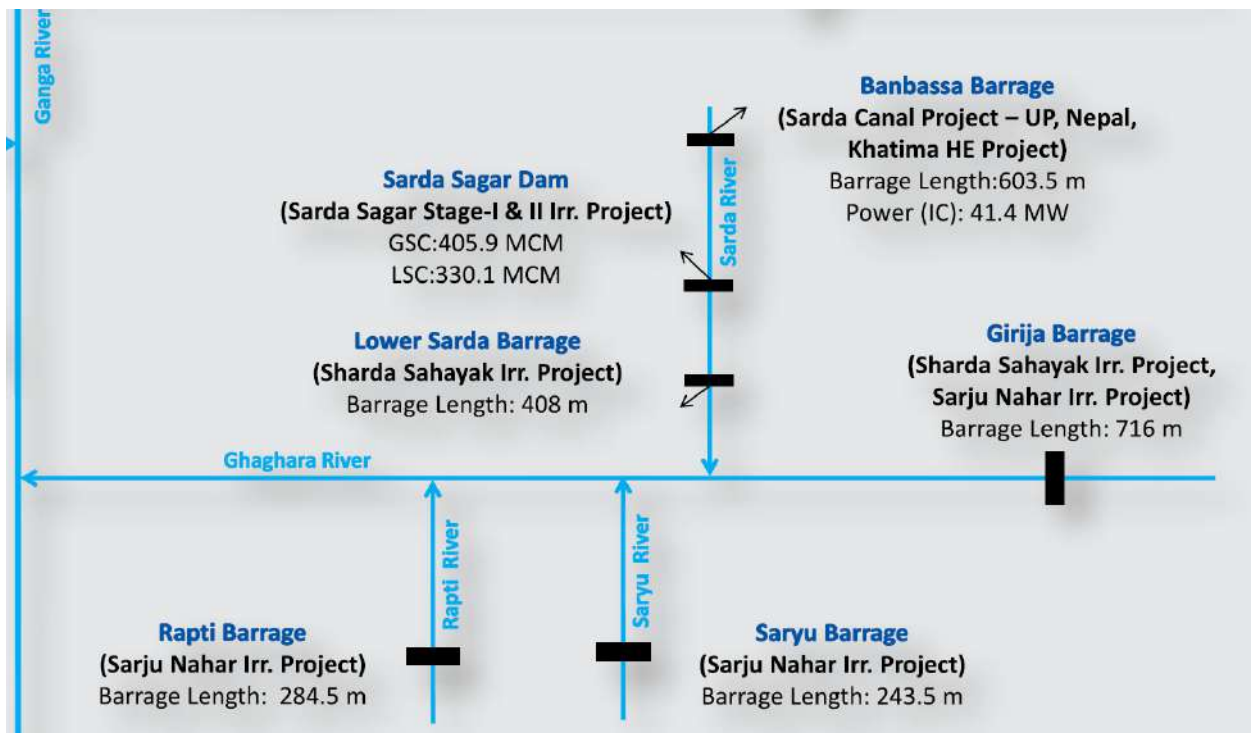 Ganga River
Banbassa Barrage
(Sarda Canal Project – UP, Nepal,
Khatima HE Project)
Barrage Length:603.5 m
Power (IC): 41.4 MW
Sarda River
Sarda Sagar Dam
(Sarda Sagar Stage-I & II Irr. Project)
GSC:405.9 MCM
LSC:330.1 MCM
Lower Sarda Barrage
(Sharda Sahayak Irr. Project)
Barrage Length: 408 m
Girija Barrage
(Sharda Sahayak Irr. Project,
Sarju Nahar Irr. Project)
Barrage Length: 716 m
Ghaghara River
Rapti River
Saryu River
Rapti Barrage
(Sarju Nahar Irr. Project)
Barrage Length: 284.5 m
Saryu Barrage
(Sarju Nahar Irr. Project)
Barrage Length: 243.5 m